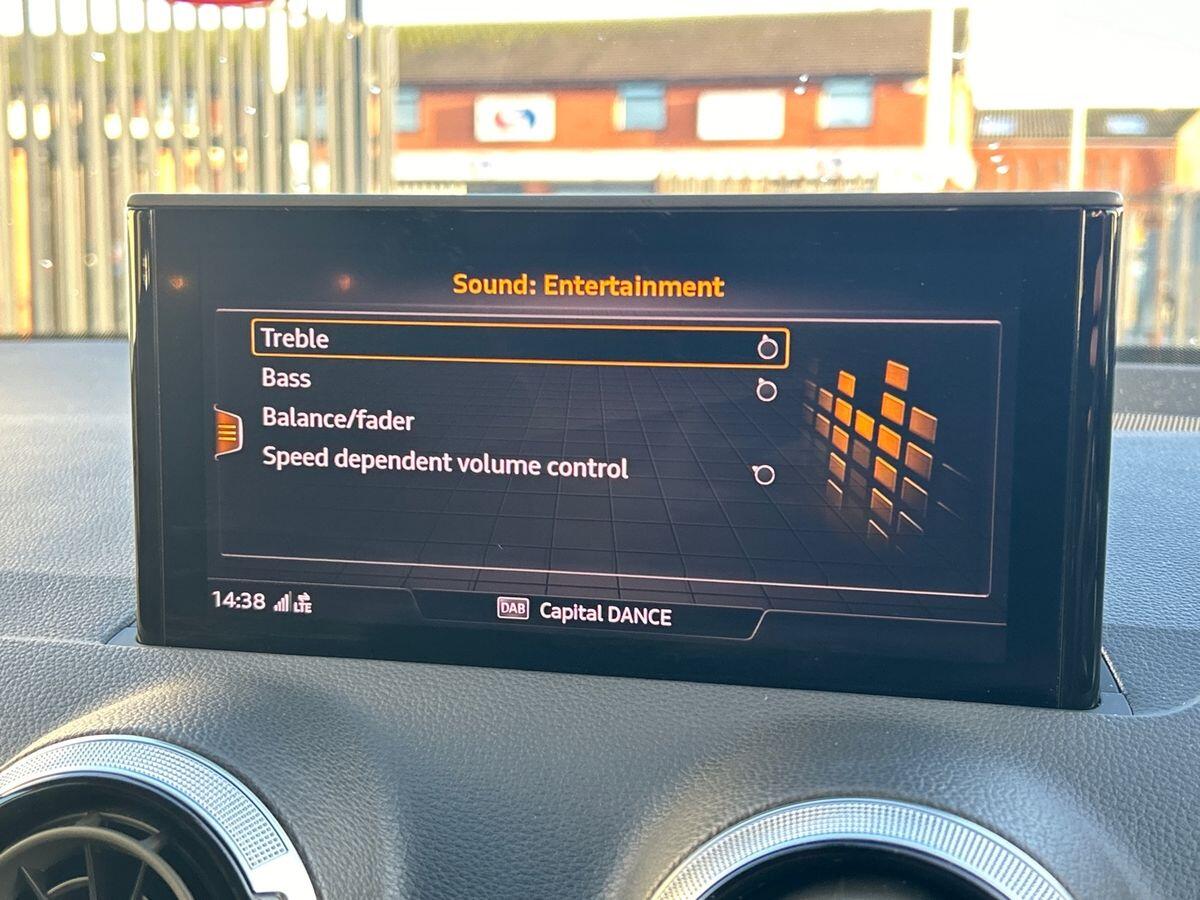 Sound: Entertainment
Treble
Bass
Balance/fader
Speed dependent volume control
14:38 LTE
DAB Capital DANCE